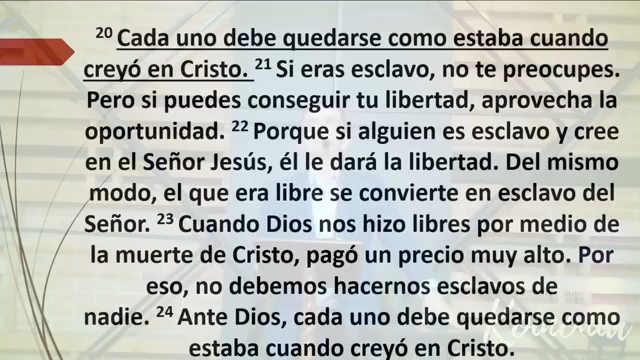 20 Cada uno debe quedarse como estaba cuando
creyó en Cristo. 21 Si eras esclavo, no te preocupes.
Pero si puedes conseguir tu libertad, aprovecha la
oportunidad. 22 Porque si alguien es esclavo y cree
en el Señor Jesús, él le dará la libertad. Del mismo
modo, el que era libre se convierte en esclavo del
Señor. 23 Cuando Dios nos hizo libres por medio de
la muerte de Cristo, pagó un precio muy alto. Por
eso, no debemos hacernos esclavos de
nadie. 24 Ante Dios, cada uno debe quedarse como
estaba cuando creyó en Cristo.